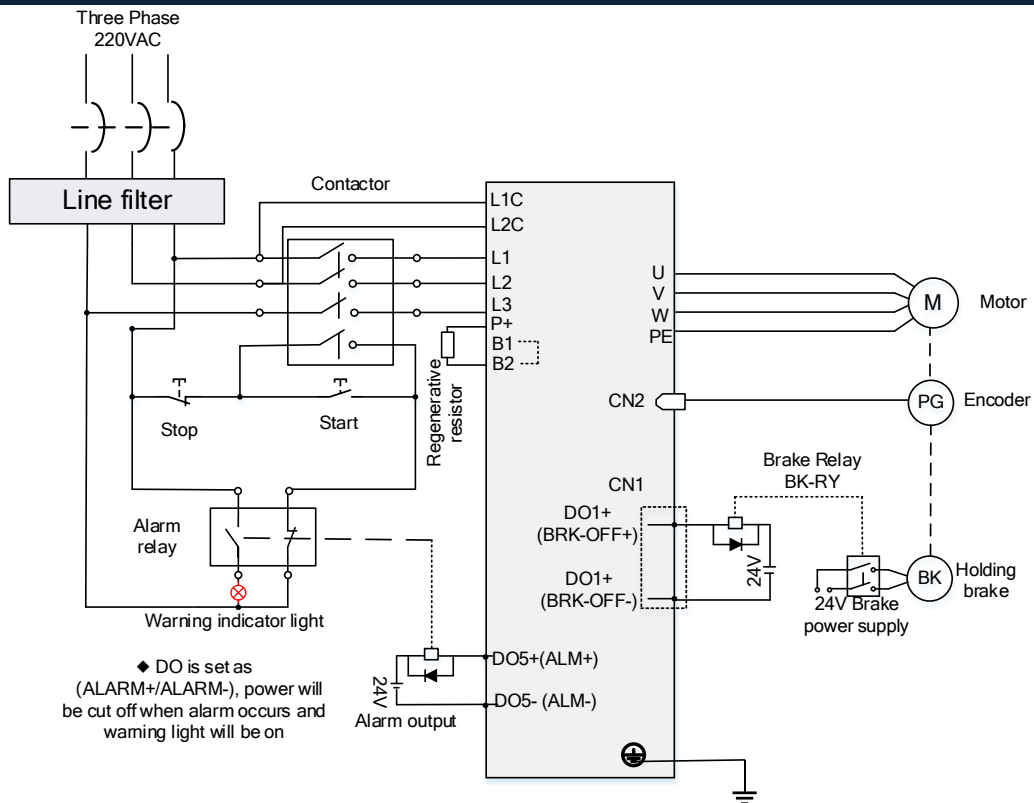 Three Phase
220VAC
Line filter
Contactor
L1C
L2C
L1
L2
L3
P+
B1
B2
Regenerative
resistor
U
V
W
PE
M
Motor
Stop
Start
CN2
PG
Encoder
Brake Relay
BK-RY
CN1
DO1+
(BRK-OFF+)
DO1+
(BRK-OFF-)
24V
BK
Holding
brake
24V Brake
power supply
Alarm
relay
Warning indicator light
◆ DO is set as
(ALARM+/ALARM-), power will
be cut off when alarm occurs and
warning light will be on
24V
Alarm output
DO5+(ALM+)
DO5- (ALM-)